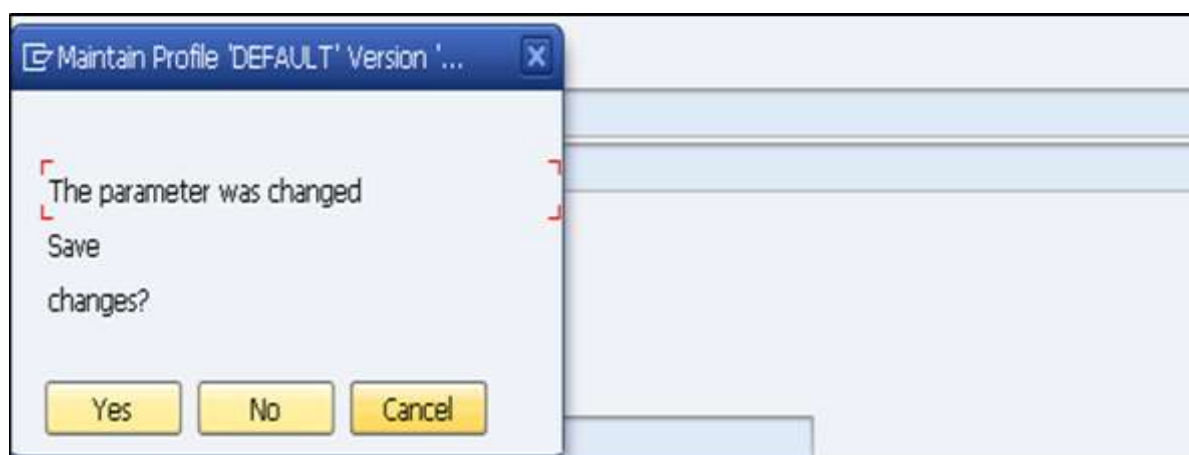 Maintain Profile 'DEFAULT' Version '...
The parameter was changed
Save
changes?
Yes No Cancel